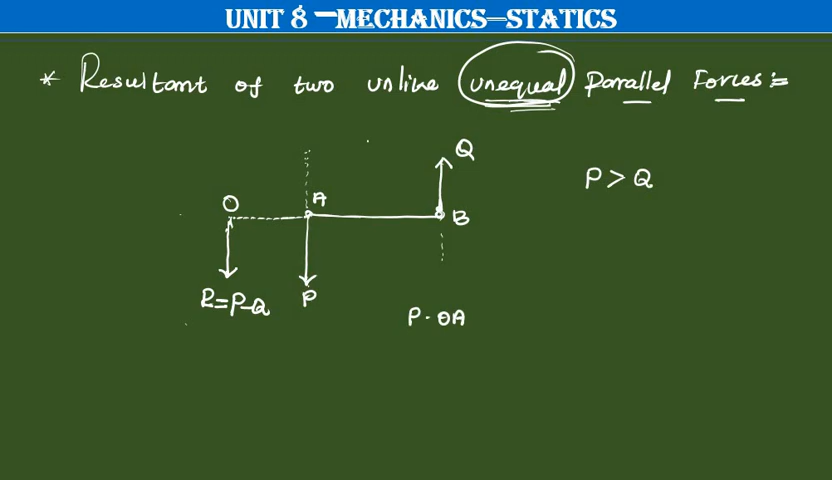 UNIT 8 –MECHANICS–STATICS
* Resultant of two unlike unequal parallel Forces :=
Q
P > Q
O
A
B
R=P-Q
P
P · OA